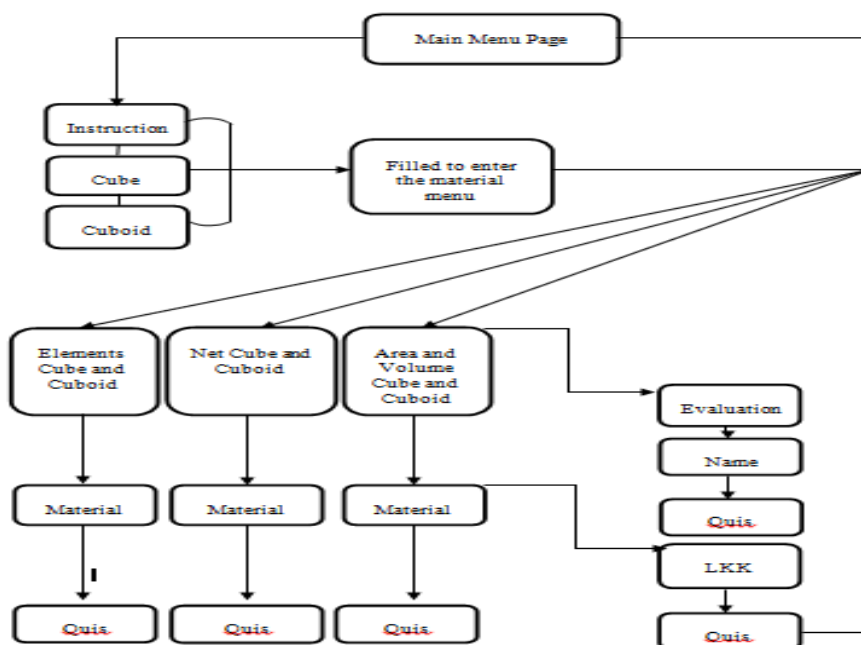 Main Menu Page
Instruction
Cube
Cuboid
Filled to enter
the material
menu
Elements
Cube and
Cuboid
Net Cube and
Cuboid
Area and
Volume
Cube and
Cuboid
Evaluation
Name
Quis.
LKK
Quis.
Material
Material
Material
Quis.
Quis.
Quis.